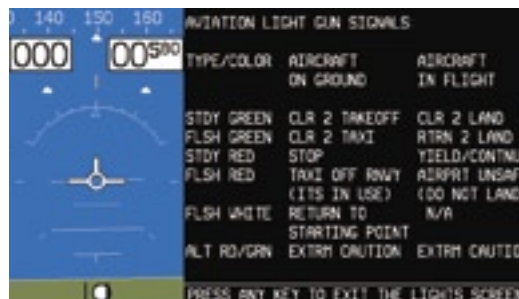 140 150 160
000 00580
AVIATION LIGHT GUN SIGNALS
TYPE/COLOR AIRCRAFT AIRCRAFT
ON GROUND IN FLIGHT
STDY GREEN CLR 2 TAKEOFF CLR 2 LAND
FLSH GREEN CLR 2 TAXI RTRN 2 LAND
STDY RED STOP YIELD/CONTNU
FLSH RED TAXI OFF RNWY AIRPRT UNSAF
(ITS IN USE) (DO NOT LAND
FLSH WHITE RETURN TO N/A
STARTING POINT
ALT RD/GRN EXTRM CAUTION EXTRM CAUTIO
PRESS ANY KEY TO EXIT THE LIGHTS SCREEN